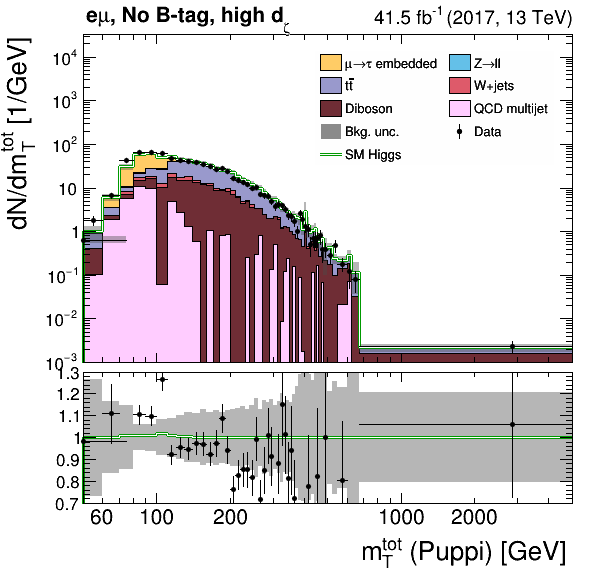 eμ, No B-tag, high dζ
41.5 fb⁻¹ (2017, 13 TeV)
dN/dm_T^tot [1/GeV]
μ→τ embedded
Z→ll
tt̄
W+jets
Diboson
QCD multijet
Bkg. unc.
Data
SM Higgs
10⁴
10³
10²
10
1
10⁻¹
10⁻²
10⁻³
1.3
1.2
1.1
1
0.9
0.8
0.7
60 100 200 1000 2000
m_T^tot (Puppi) [GeV]